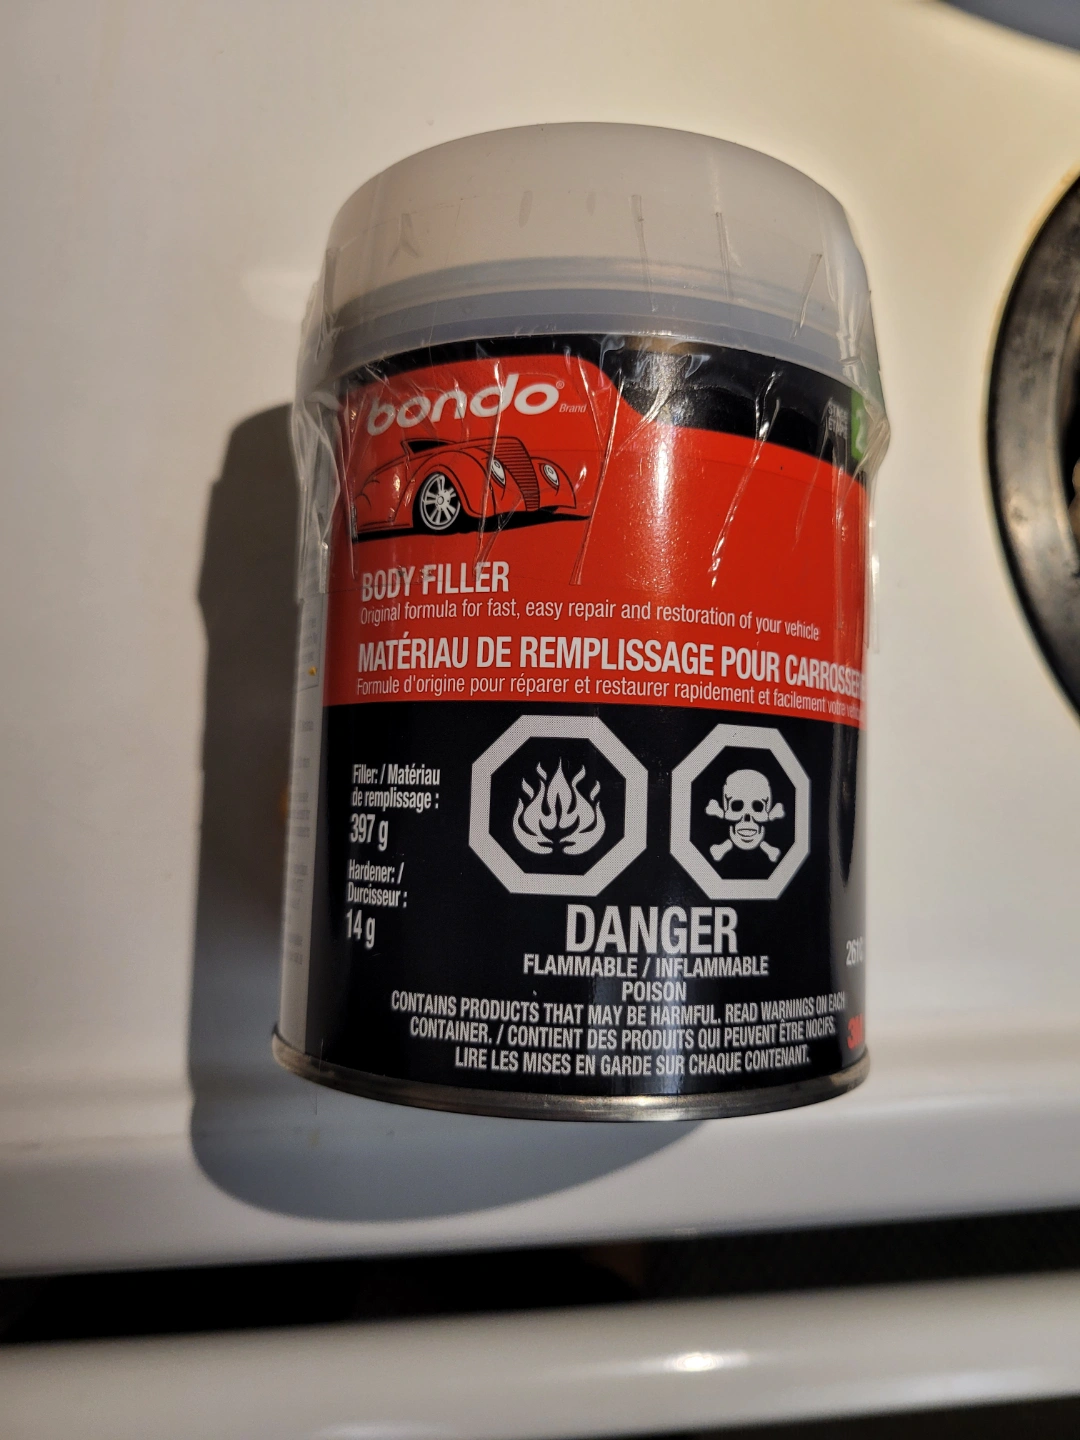 bondo®
Brand
2
BODY FILLER
Original formula for fast, easy repair and restoration of your vehicle
MATÉRIAU DE REMPLISSAGE POUR
Formule d'origine pour réparer et restaurer rapidement et facilement votre
Filler: / Matériau
de remplissage :
397 g
Hardener: /
Durcisseur :
14 g
DANGER
FLAMMABLE / INFLAMMABLE
POISON
CONTAINS PRODUCTS THAT MAY BE HARMFUL. READ WARNINGS ON EACH
CONTAINER. / CONTIENT DES PRODUITS QUI PEUVENT ÊTRE NOCIFS.
LIRE LES MISES EN GARDE SUR CHAQUE CONTENANT.